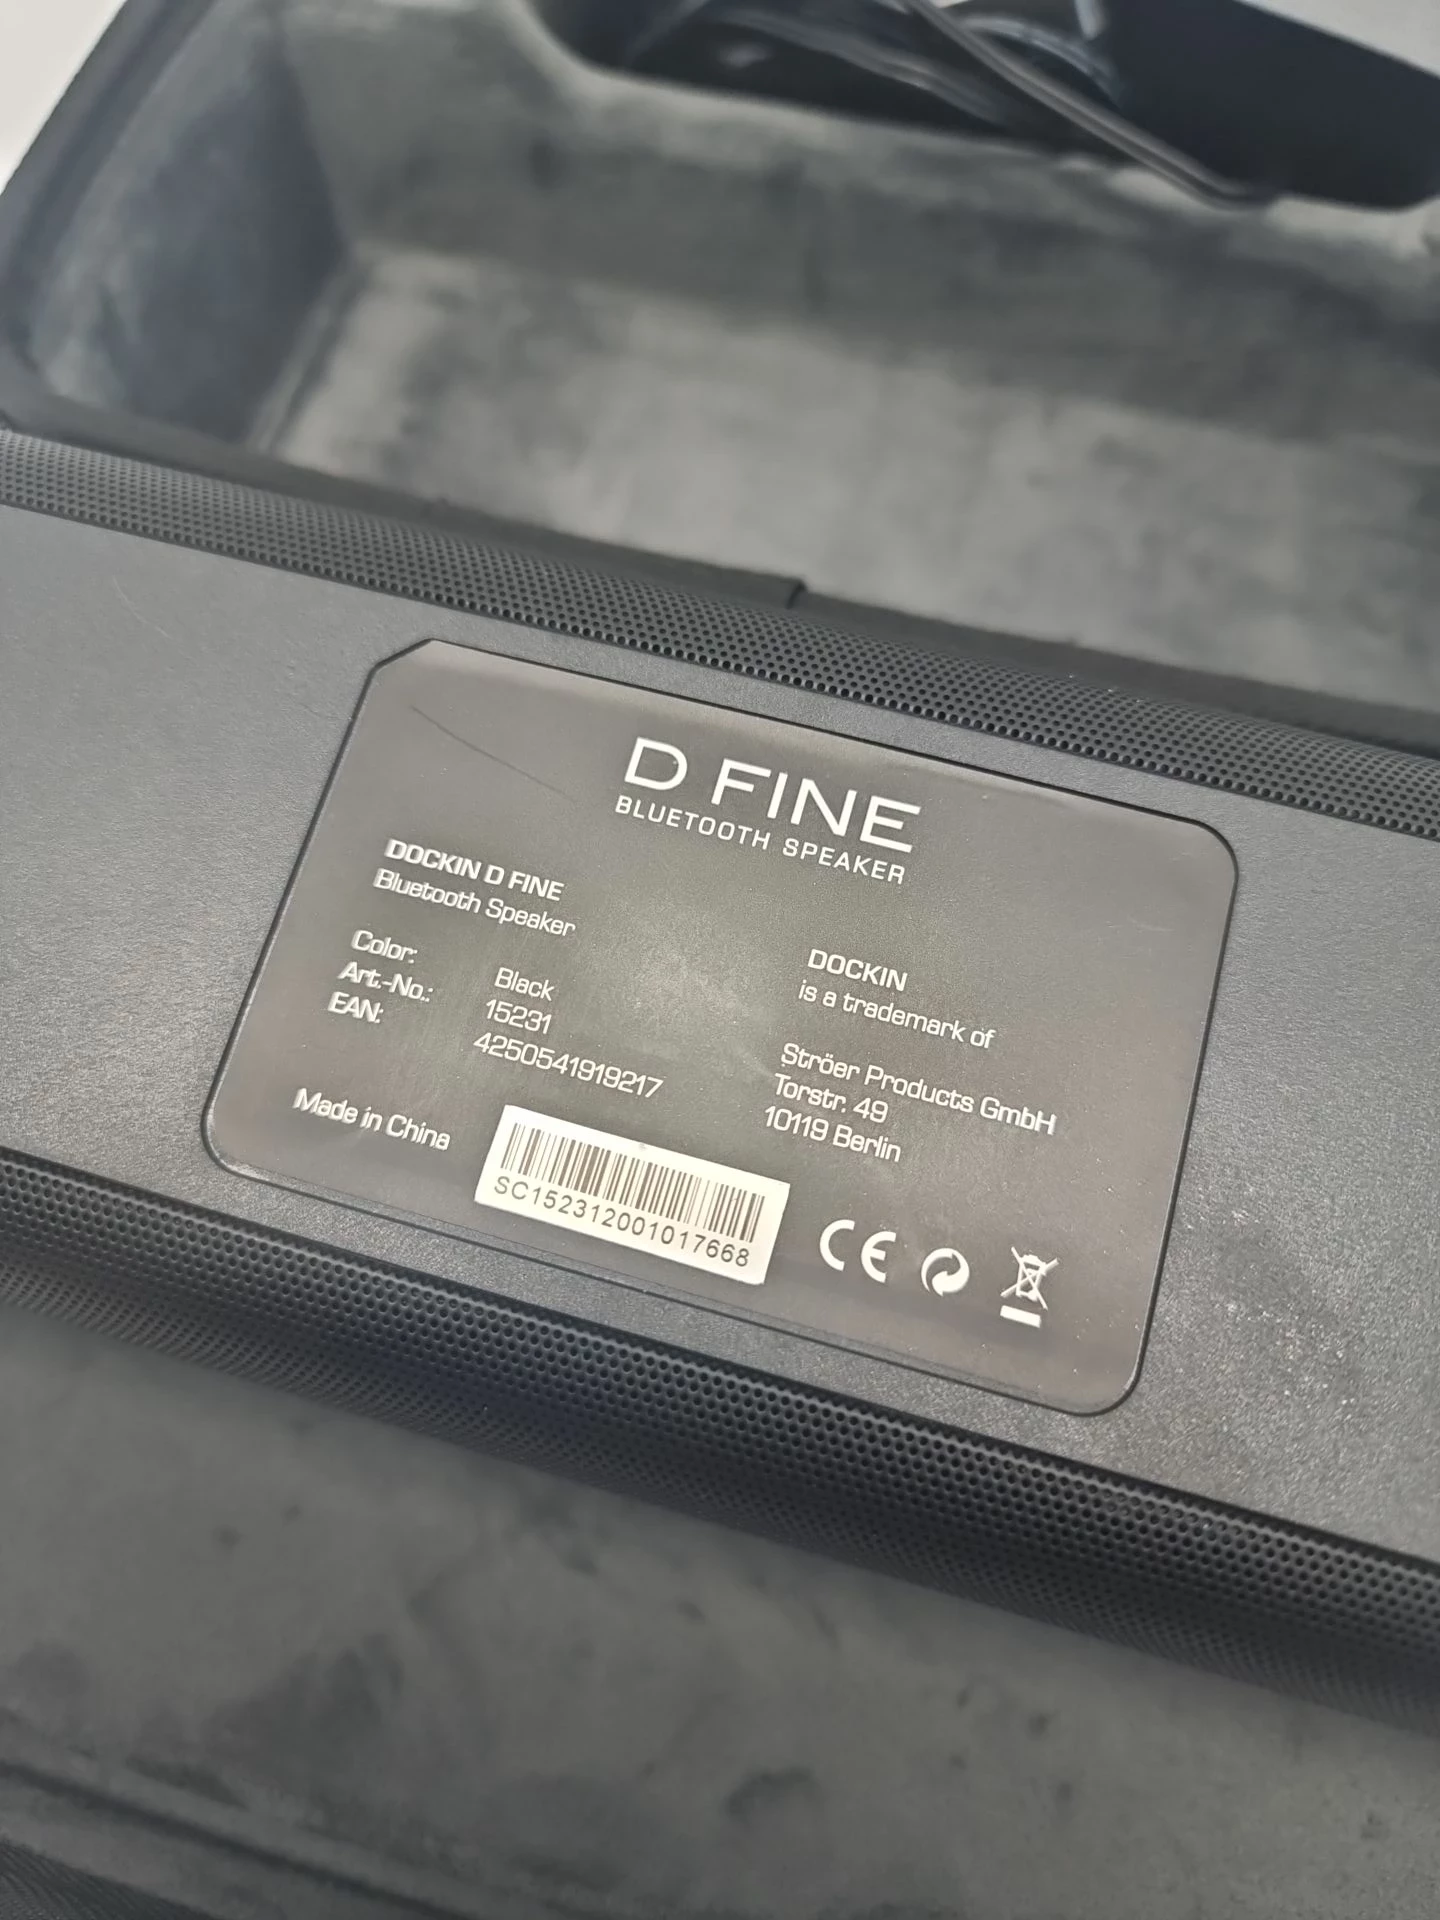 D FINE
BLUETOOTH SPEAKER
DOCKIN D FINE
Bluetooth Speaker
Color: Black
Art.-No.: 15231
EAN: 4250541919217
Made in China
SC152312001017668
DOCKIN
is a trademark of
Ströer Products GmbH
Torstr. 49
10119 Berlin
CE